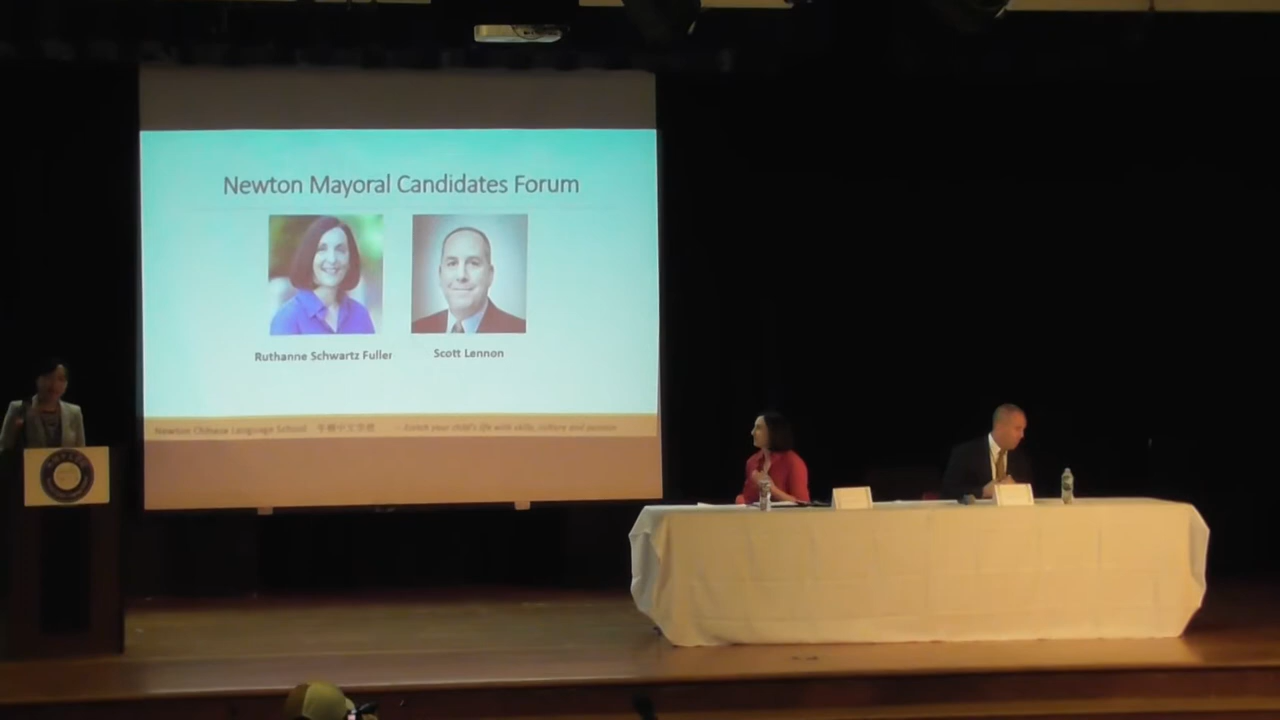 Newton Mayoral Candidates Forum
Ruthanne Schwartz Fuller
Scott Lennon
Newton Chinese Language School
Enrich your child's life with skills, culture and passion